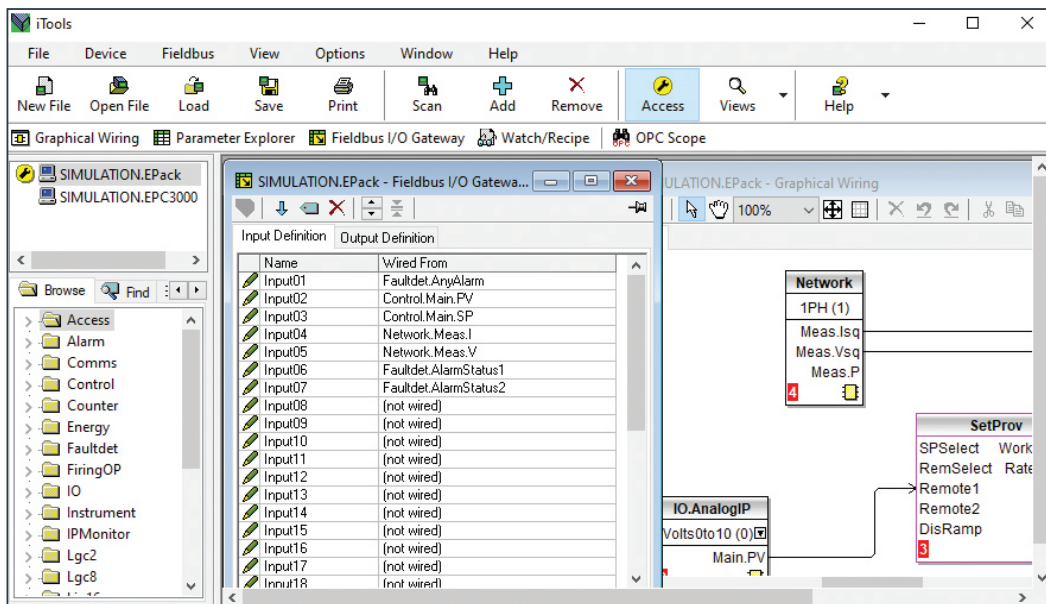 iTools
File Device Fieldbus View Options Window Help
New File Open File Load Save Print Scan Add Remove Access Views Help
Graphical Wiring Parameter Explorer Fieldbus I/O Gateway Watch/Recipe OPC Scope
SIMULATION.EPack
SIMULATION.EPC3000
Browse Find
Access
Alarm
Comms
Control
Counter
Energy
Faultdet
FiringOP
IO
Instrument
IPMonitor
Lgc2
Lgc8
SIMULATION.EPack - Fieldbus I/O Gatewa...
Input Definition Output Definition
Name Wired From
Input01 Faultdet.AnyAlarm
Input02 Control.Main.PV
Input03 Control.Main.SP
Input04 Network.Meas.I
Input05 Network.Meas.V
Input06 Faultdet.AlarmStatus1
Input07 Faultdet.AlarmStatus2
Input08 (not wired)
Input09 (not wired)
Input10 (not wired)
Input11 (not wired)
Input12 (not wired)
Input13 (not wired)
Input14 (not wired)
Input15 (not wired)
Input16 (not wired)
Input17 (not wired)
Input18 (not wired)
ULATION.EPack - Graphical Wiring
100%
Network
1PH (1)
Meas.Isq
Meas.Vsq
Meas.P
4
SetProv
SPSelect Work
RemSelect Rate
Remote1
Remote2
DisRamp
3
IO.AnalogIP
Volts0to10 (0)
Main.PV